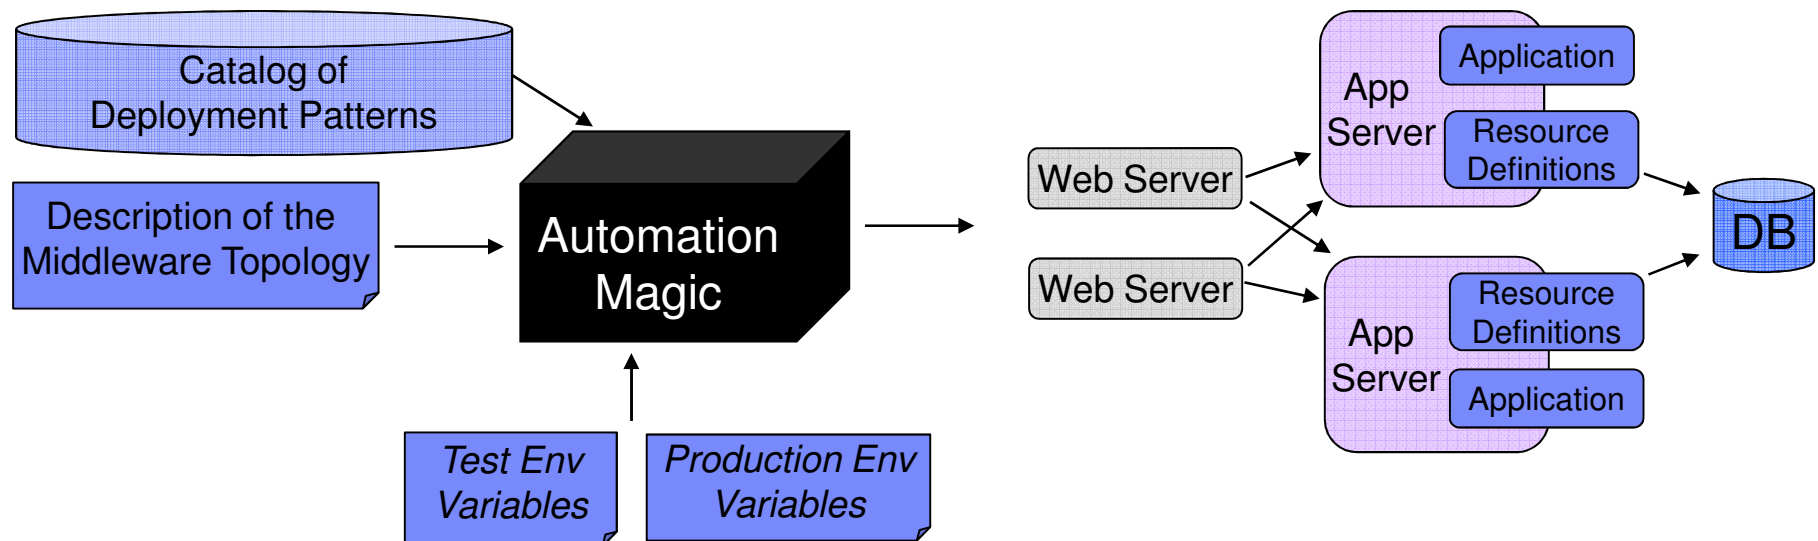 Catalog of
Deployment Patterns
Description of the
Middleware Topology
Automation
Magic
Test Env
Variables
Production Env
Variables
Web Server
Web Server
App
Server
Application
Resource
Definitions
App
Server
Resource
Definitions
Application
DB